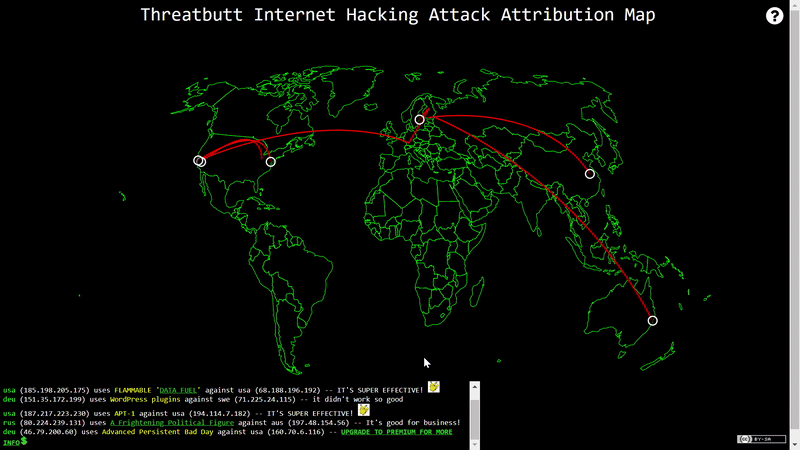 Threatbutt Internet Hacking Attack Attribution Map
?
usa (185.198.205.175) uses FLAMMABLE 'DATA FUEL' against usa (68.188.196.192) -- IT'S SUPER EFFECTIVE!
deu (151.35.172.199) uses WordPress plugins against swe (71.225.24.115) -- it didn't work so good
usa (187.217.223.230) uses APT-1 against usa (194.114.7.182) -- IT'S SUPER EFFECTIVE!
rus (80.224.239.131) uses A Frightening Political Figure against aus (197.48.154.56) -- It's good for business!
deu (46.79.200.60) uses Advanced Persistent Bad Day against usa (160.70.6.116) -- UPGRADE TO PREMIUM FOR MORE
INFO$
cc BY-SA